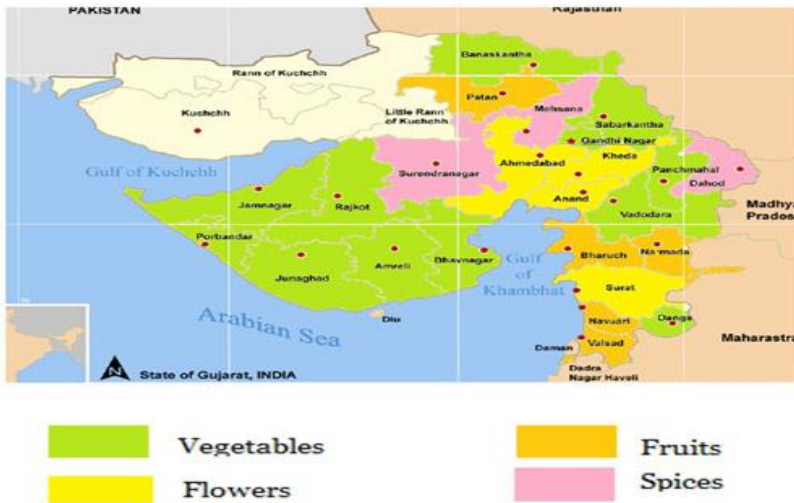 PAKISTAN
Rajasthan
Banaskantha
Rann of Kuchchh
Patan
Mehsana
Kuchchh
Little Rann
of Kuchchh
Sabarkantha
Gandhi Nagar
Ahmedabad
Kheda
Gulf of Kuchchh
Surendranagar
Panchmahal
Dahod
Anand
Jamnagar
Rajkot
Vadodara
Madhya
Prades
Porbandar
Bhavnagar
Gulf
of
Khambhat
Bharuch
Narmada
Junaghad
Amreli
Surat
Arabian Sea
Diu
Navsari
Dangs
Valsad
Daman
Maharastra
Dadra
Nagar Haveli
N
State of Gujarat, INDIA
Vegetables
Fruits
Flowers
Spices